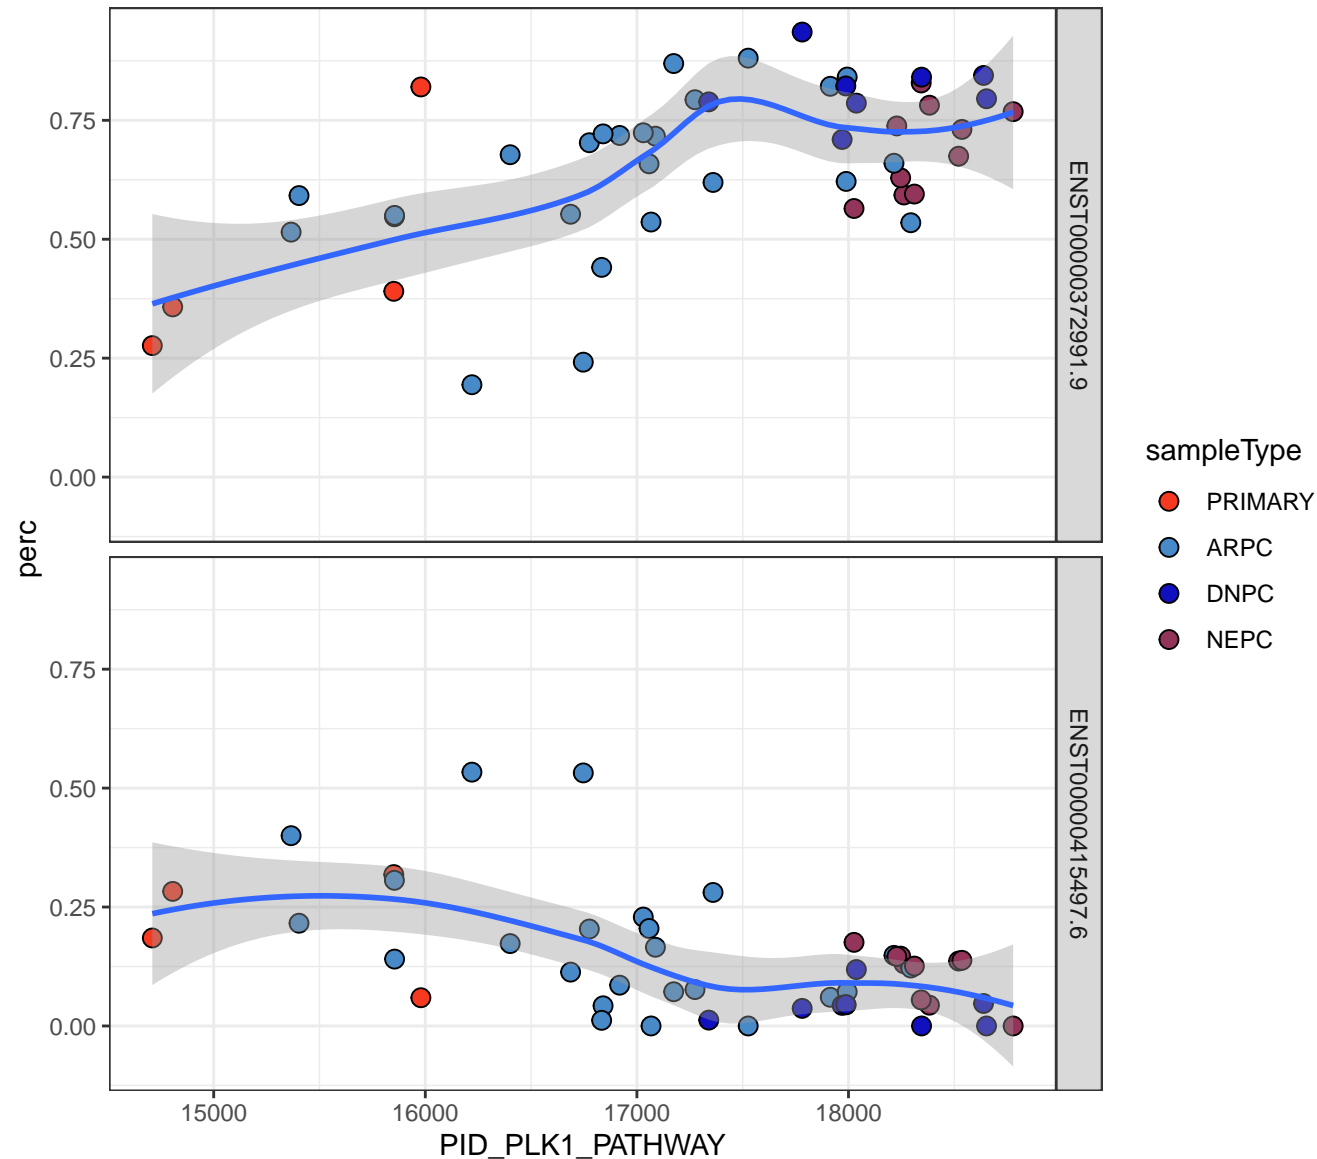 0.75
0.50
0.25
0.00
ENST00000372991.9
perc
0.75
0.50
0.25
0.00
ENST00000415497.6
15000
16000
17000
18000
PID_PLK1_PATHWAY
sampleType
PRIMARY
ARPC
DNPC
NEPC